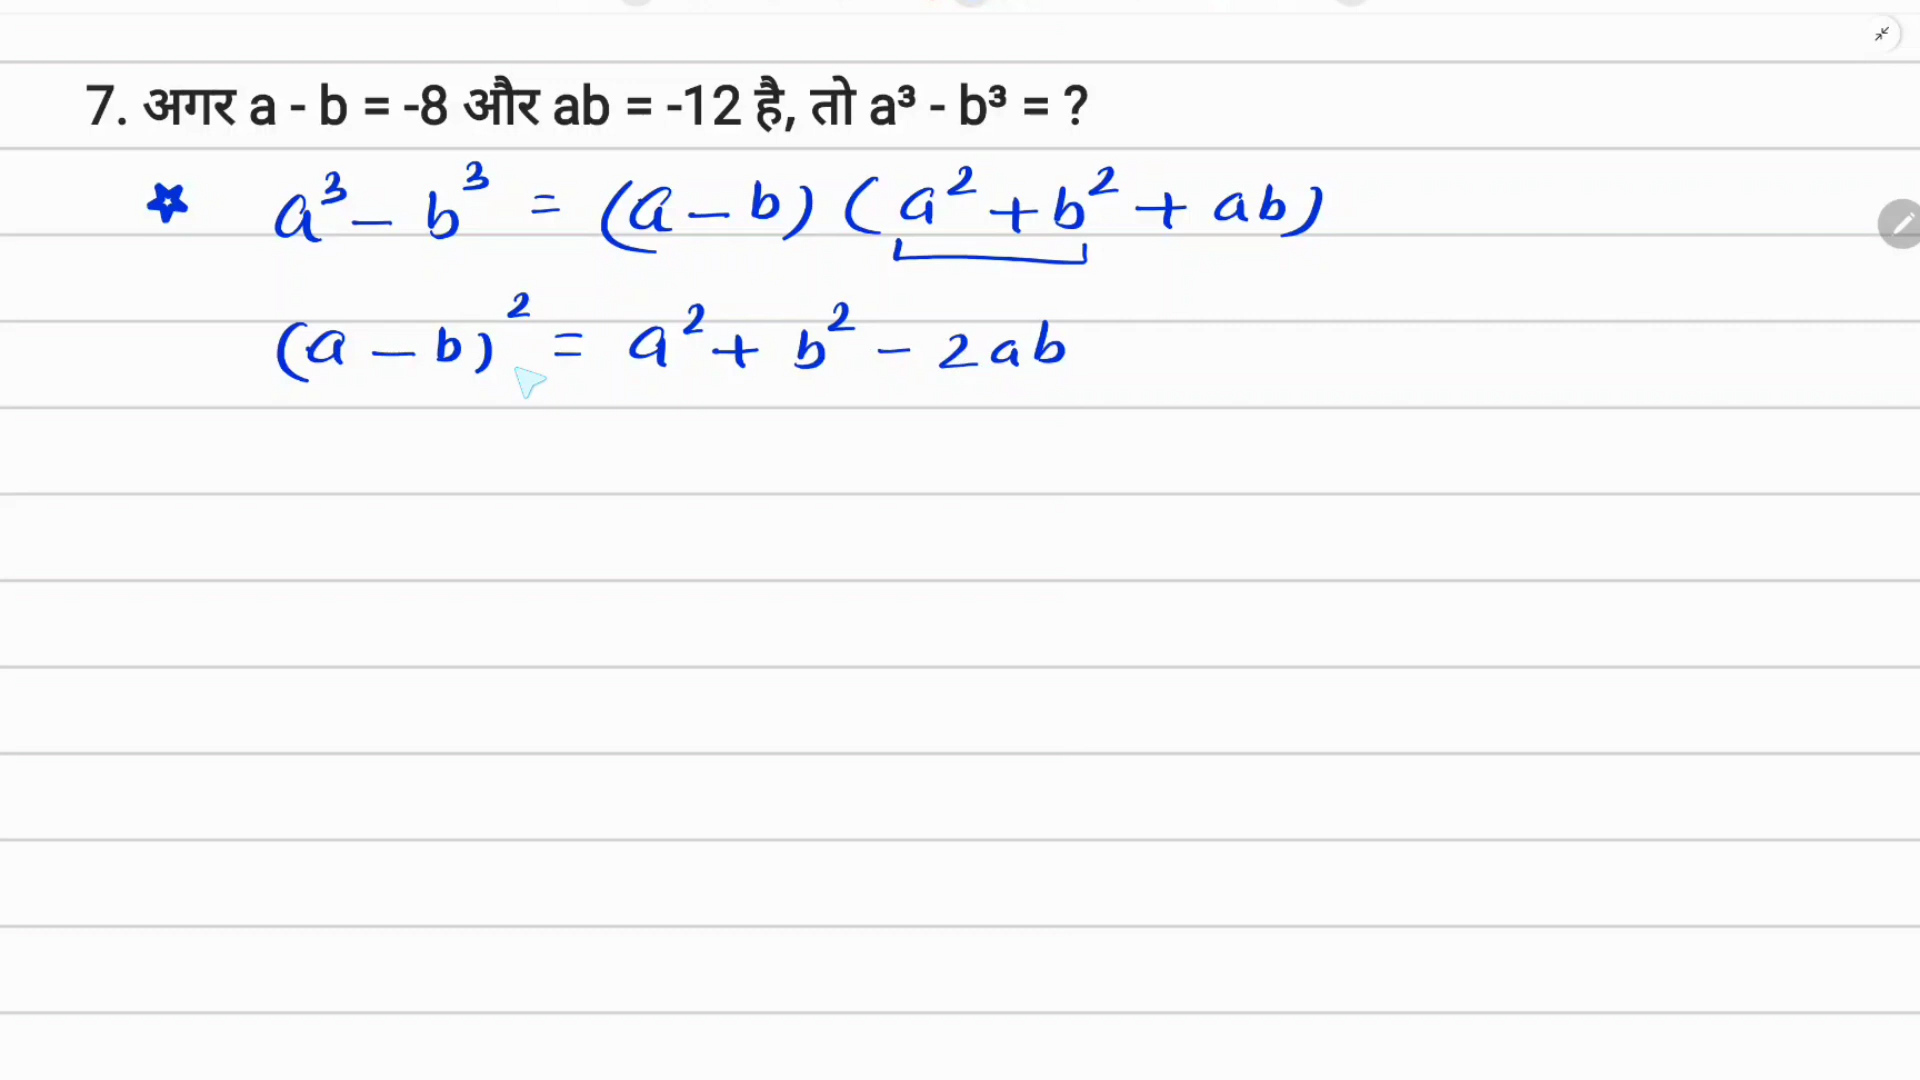 7. अगर a - b = -8 और ab = -12 है, तो a³ - b³ = ?
☆ a³ - b³ = (a - b) (a² + b² + ab)
(a - b)² = a² + b² - 2ab